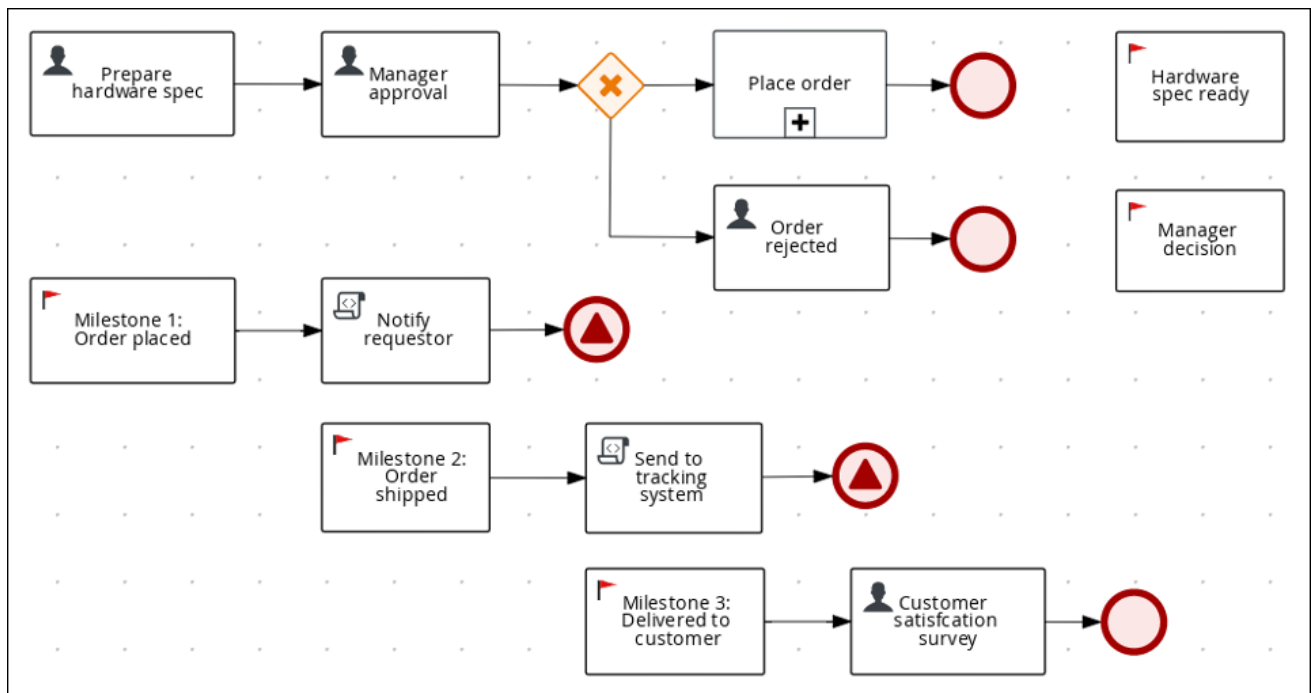 Prepare
hardware spec
Manager
approval
Place order
Hardware
spec ready
Order
rejected
Manager
decision
Milestone 1:
Order placed
Notify
requestor
Milestone 2:
Order
shipped
Send to
tracking
system
Milestone 3:
Delivered to
customer
Customer
satisfcation
survey